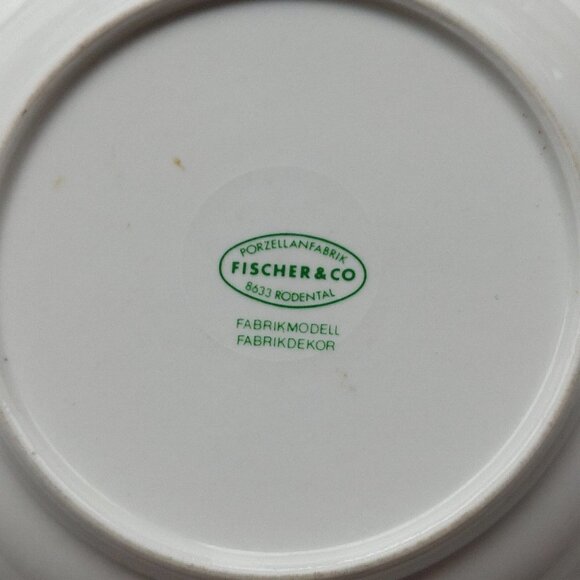 PORZELLANFABRIK
FISCHER & CO
8633 RODENTAL
FABRIKMODELL
FABRIKDEKOR